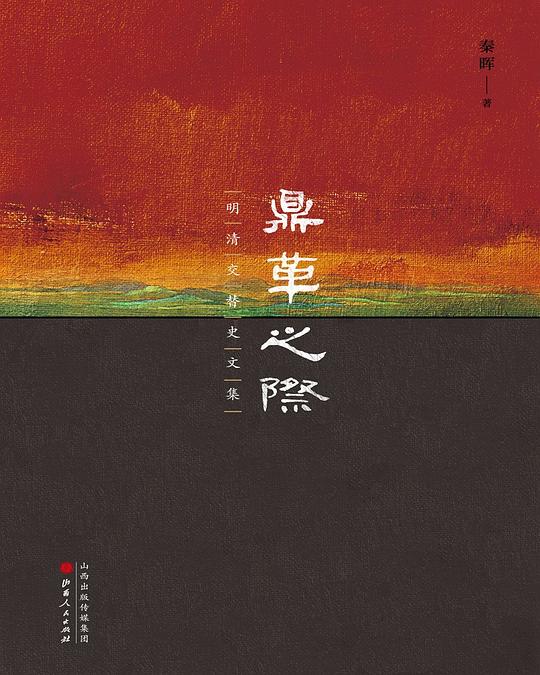 秦晖——著
鼎革之際
明清交替史文集
山西出版传媒集团
山西人民出版社